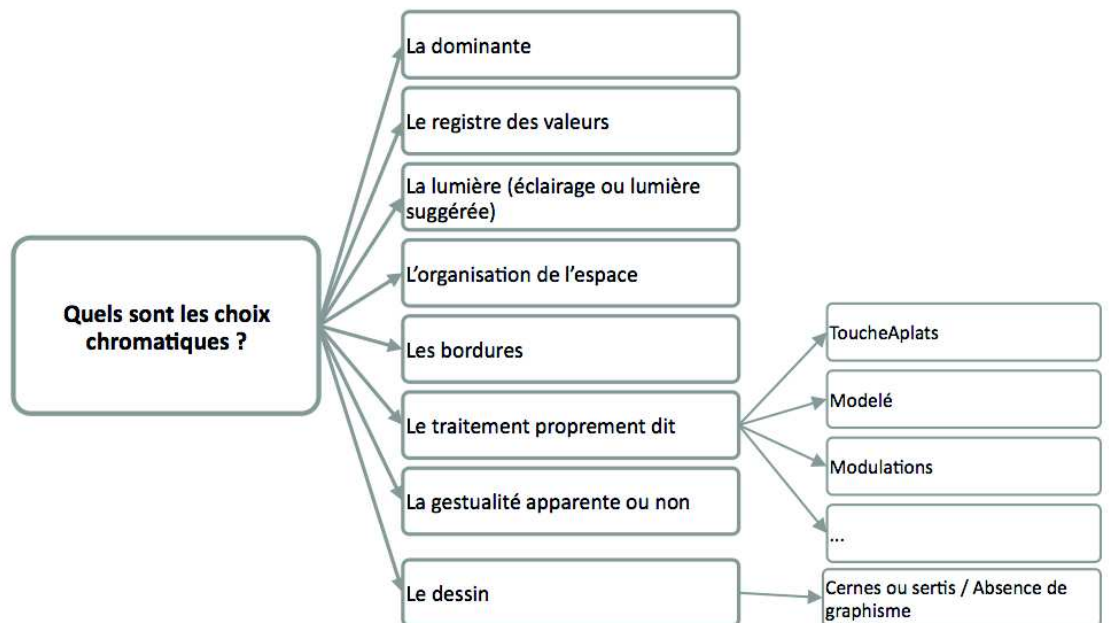 La dominante
Le registre des valeurs
La lumière (éclairage ou lumière
suggérée)
L'organisation de l'espace
Quels sont les choix
chromatiques ?
Les bordures
Le traitement proprement dit
La gestualité apparente ou non
Le dessin
ToucheAplats
Modelé
Modulations
...
Cernes ou sertis / Absence de
graphisme